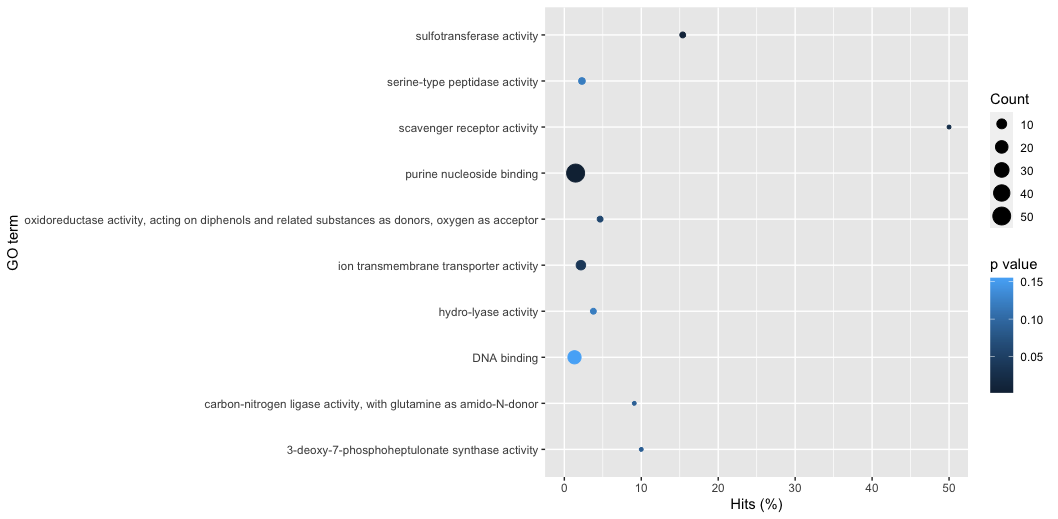 sulfotransferase activity
serine-type peptidase activity
scavenger receptor activity
purine nucleoside binding
oxidoreductase activity, acting on diphenols and related substances as donors, oxygen as acceptor
ion transmembrane transporter activity
hydro-lyase activity
DNA binding
carbon-nitrogen ligase activity, with glutamine as amido-N-donor
3-deoxy-7-phosphoheptulonate synthase activity
GO term
0 10 20 30 40 50
Hits (%)
Count
10
20
30
40
50
p value
0.15
0.10
0.05